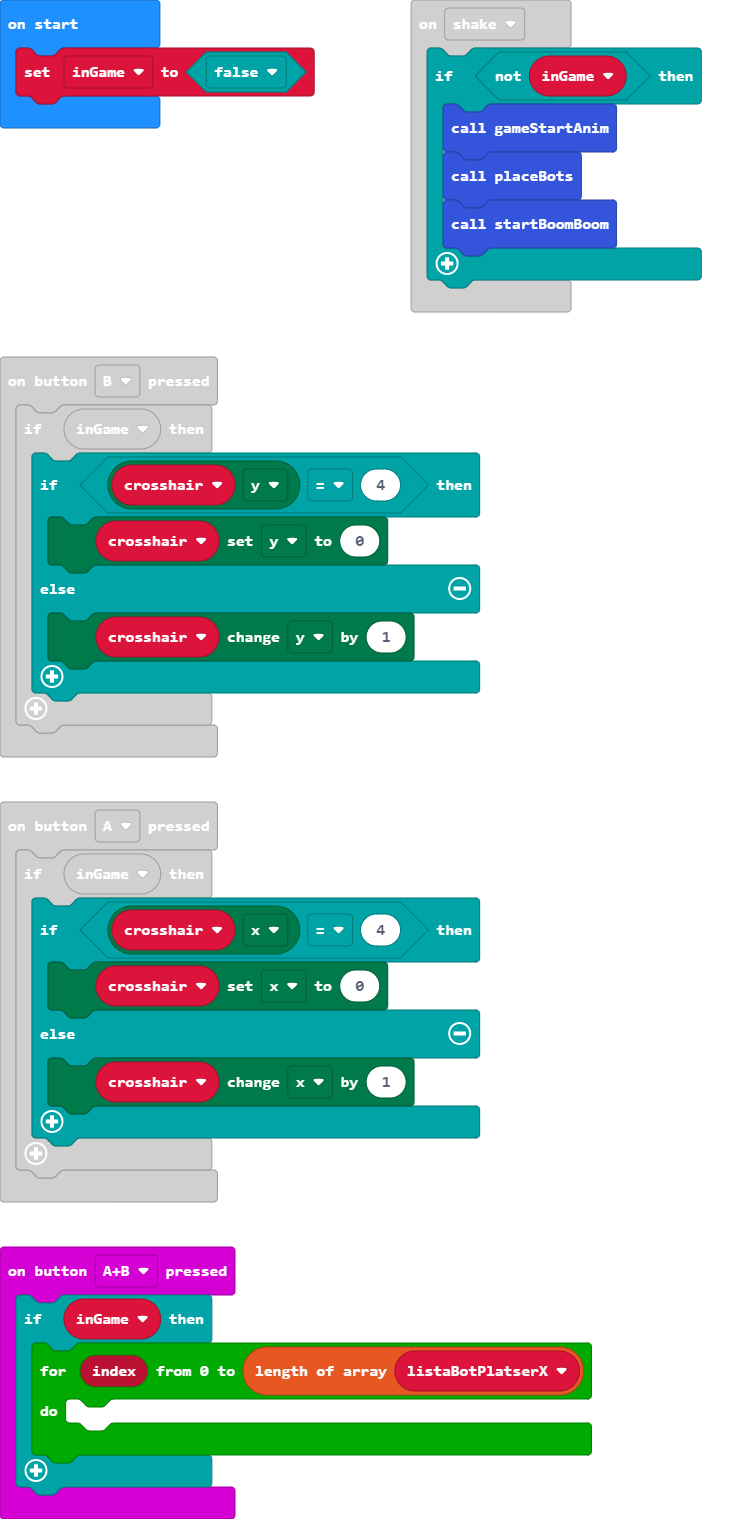 on start
set inGame to false
on shake
if not inGame then
call gameStartAnim
call placeBots
call startBoomBoom
on button B pressed
if inGame then
if crosshair y = 4 then
crosshair set y to 0
else
crosshair change y by 1
on button A pressed
if inGame then
if crosshair x = 4 then
crosshair set x to 0
else
crosshair change x by 1
on button A+B pressed
if inGame then
for index from 0 to length of array listaBotPlatserX
do